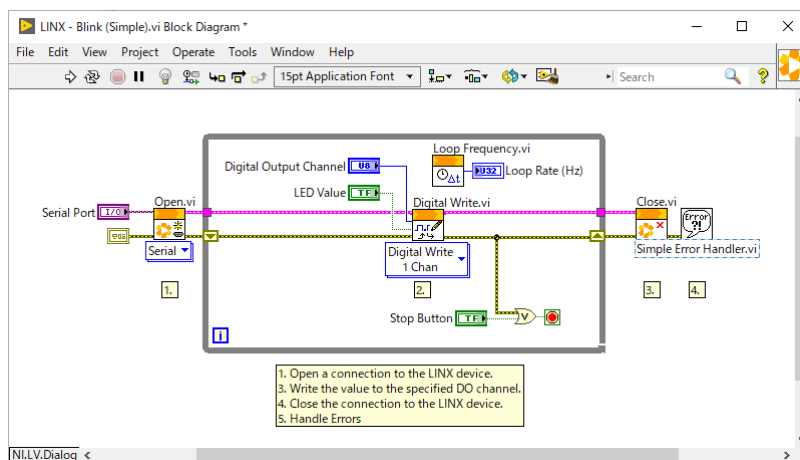 LINX - Blink (Simple).vi Block Diagram *
File Edit View Project Operate Tools Window Help
15pt Application Font
Search
Loop Frequency.vi
Digital Output Channel U8
U32 Loop Rate (Hz)
LED Value TF
Open.vi
Digital Write.vi
Close.vi
Serial Port I/O
Error
?!
Serial
Simple Error Handler.vi
Digital Write
1 Chan
1.
2.
3.
4.
Stop Button TF
V
i
1. Open a connection to the LINX device.
3. Write the value to the specified DO channel.
4. Close the connection to the LINX device.
5. Handle Errors
NI.LV.Dialog